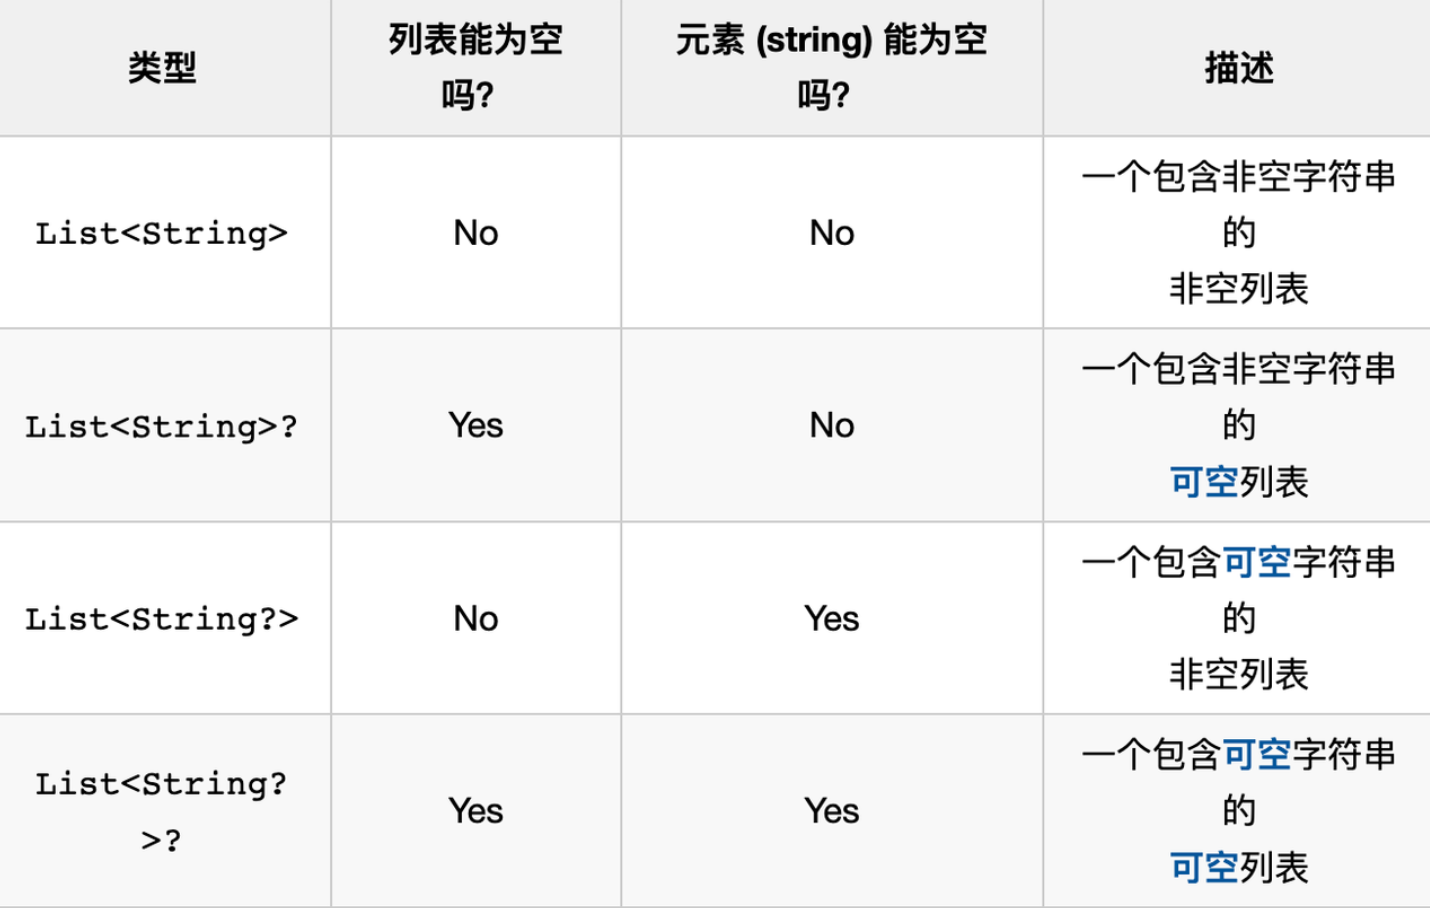 类型
列表能为空
吗?
元素 (string) 能为空
吗?
描述
List<String>
No
No
一个包含非空字符串
的
非空列表
List<String>?
Yes
No
一个包含非空字符串
的
可空列表
List<String?>
No
Yes
一个包含可空字符串
的
非空列表
List<String?
>?
Yes
Yes
一个包含可空字符串
的
可空列表